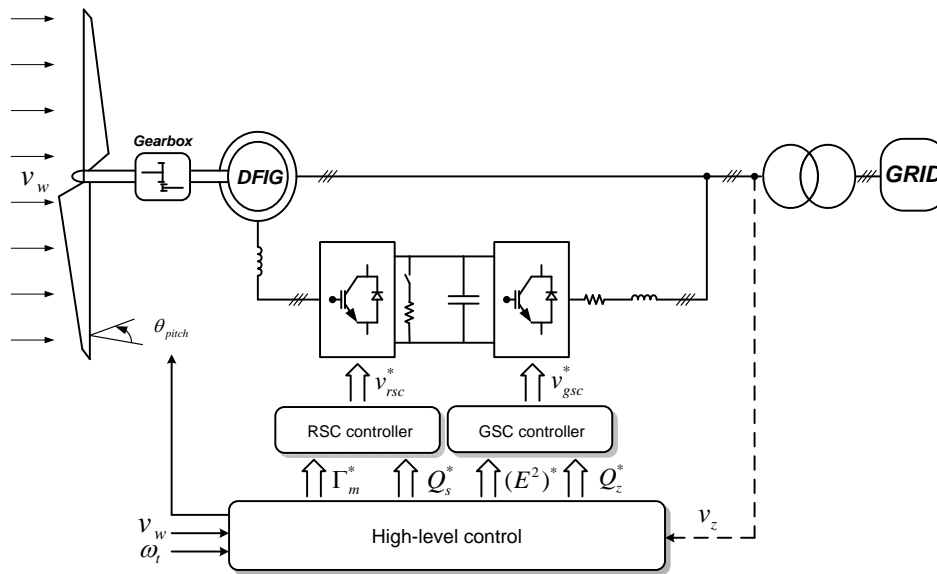 Gearbox
v_w
DFIG
GRID
θ_pitch
v*_rsc
v*_gsc
RSC controller
GSC controller
Γ*_m
Q*_s
(E²)*
Q*_z
v_z
v_w
ω_t
High-level control